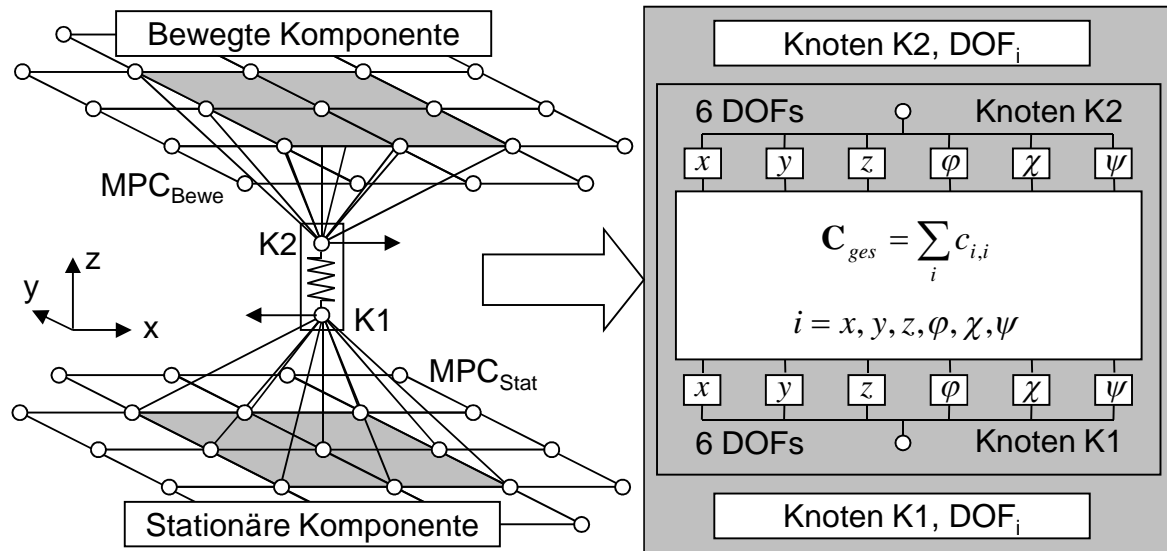 Bewegte Komponente
MPC_Bewe
K2
K1
z
y
x
MPC_Stat
Stationäre Komponente
Knoten K2, DOF_i
6 DOFs
Knoten K2
x y z φ χ ψ
C_ges = ∑_i c_i,i
i = x, y, z, φ, χ, ψ
x y z φ χ ψ
6 DOFs
Knoten K1
Knoten K1, DOF_i